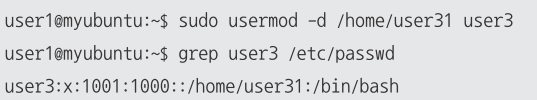 user1@myubuntu:~$ sudo usermod -d /home/user31 user3
user1@myubuntu:~$ grep user3 /etc/passwd
user3:x:1001:1000::/home/user31:/bin/bash